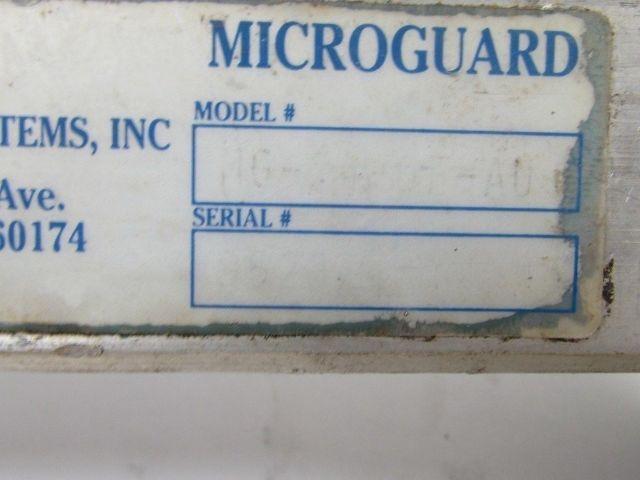 MICROGUARD
MODEL #
TEMS, INC
Ave.
SERIAL #
60174